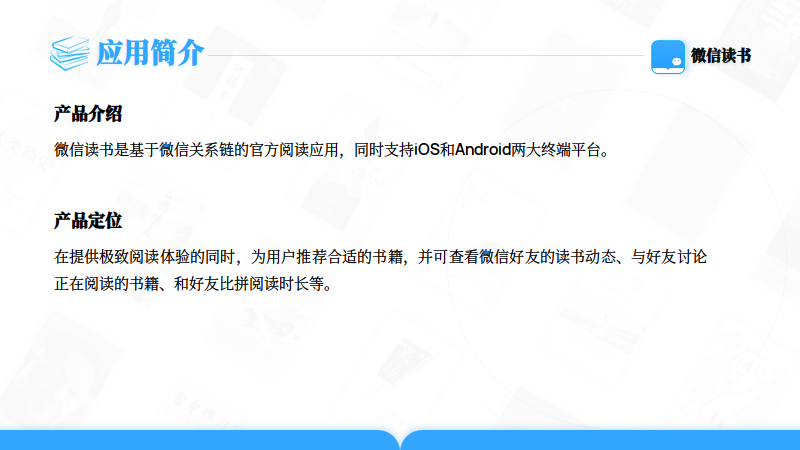 应用简介
微信读书
产品介绍
微信读书是基于微信关系链的官方阅读应用，同时支持iOS和Android两大终端平台。
产品定位
在提供极致阅读体验的同时，为用户推荐合适的书籍，并可查看微信好友的读书动态、与好友讨论
正在阅读的书籍、和好友比拼阅读时长等。